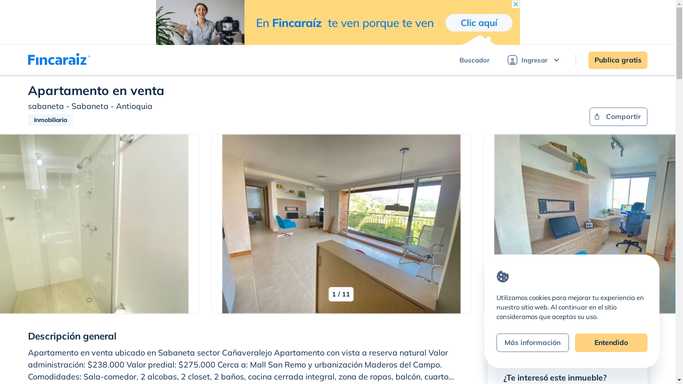 En Fincaraíz te ven porque te ven
Clic aquí
Fincaraíz
Buscador
Ingresar
Publica gratis
Apartamento en venta
sabaneta - Sabaneta - Antioquia
Inmobiliaria
Compartir
1 / 11
Utilizamos cookies para mejorar tu experiencia en
nuestro sitio web. Al continuar en el sitio
consideramos que aceptas su uso.
Más información
Entendido
Descripción general
Apartamento en venta ubicado en Sabaneta sector Cañaveralejo Apartamento con vista a reserva natural Valor
administración: $238.000 Valor predial: $275.000 Cerca a: Mall San Remo y urbanización Maderos del Campo.
Comodidades: Sala-comedor, 2 alcobas, 2 closet, 2 baños, cocina cerrada integral, zona de ropas, balcón, cuarto...
¿Te interesó este inmueble?